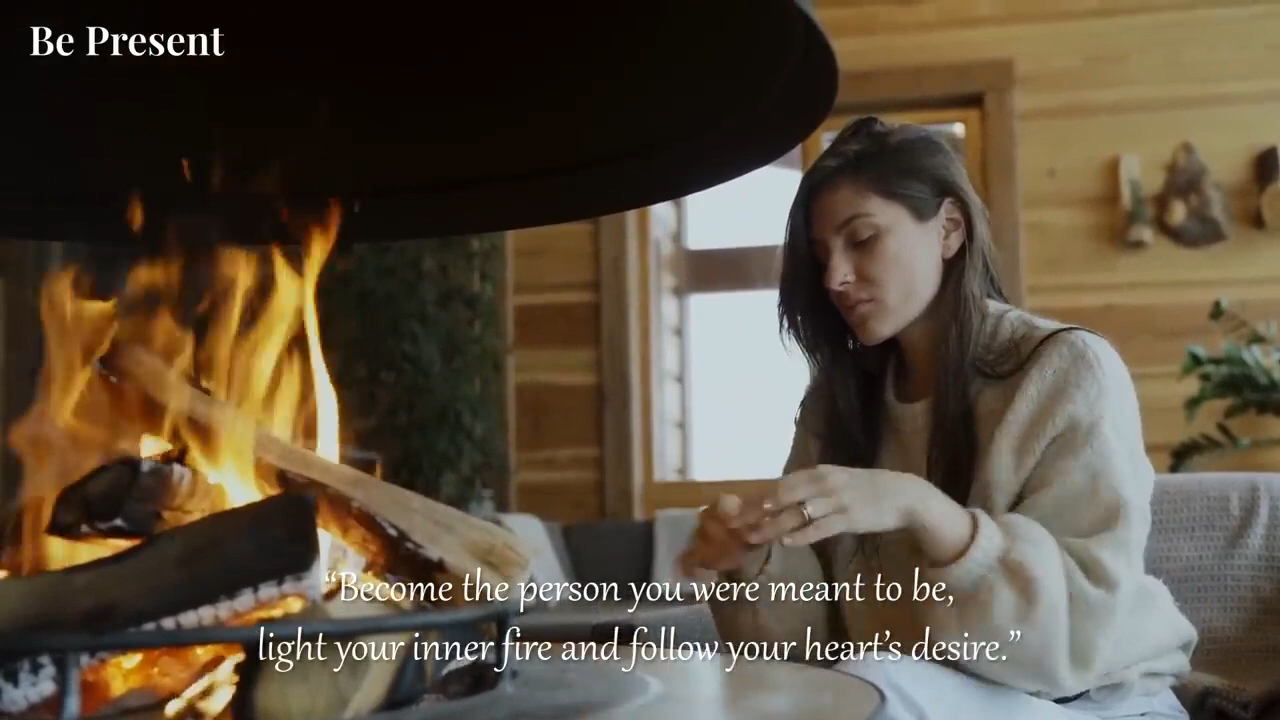 Be Present
“Become the person you were meant to be,
light your inner fire and follow your heart’s desire.”